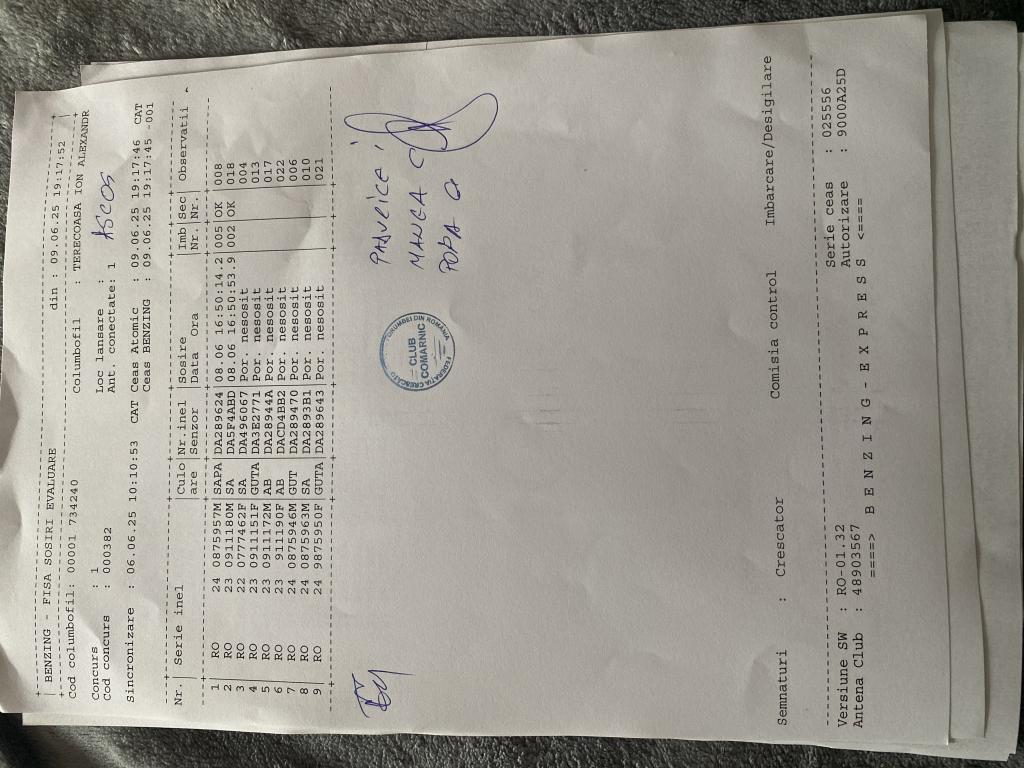 BENZING - FISA SOSIRI EVALUARE din : 09.06.25 19:17:52
Cod columbofil: 00001 734240 Columbofil : TERECOASA ION ALEXANDR
Concurs : 1 Loc lansare : ASCOS
Cod concurs : 000382 Ant. conectate: 1
Sincronizare : 06.06.25 10:10:53 CAT Ceas Atomic : 09.06.25 19:17:46 CAT
Ceas BENZING : 09.06.25 19:17:45 -001
Nr. | Serie inel |Culo|Nr.inel |Sosire |Imb|Sec| Observatii
are |Senzor |Data Ora |Nr.|Nr.|
1 | RO 24 0875957M|SAPA|DA289624|08.06 16:50:14.2|005|OK |008
2 | RO 23 0911180M|SA |DA5F4ABD|08.06 16:50:53.9|002|OK |018
3 | RO 22 0777462F|SA |DA496067|Por. nesosit |004
4 | RO 23 0911151F|GUTA|DA3E2771|Por. nesosit |013
5 | RO 23 0911172M|AB |DA28944A|Por. nesosit |017
6 | RO 23 0911190F|AB |DACD4BB2|Por. nesosit |022
7 | RO 24 0875946M|GUT |DA289470|Por. nesosit |006
8 | RO 24 0875963M|SA |DA2893B1|Por. nesosit |010
9 | RO 24 9875950F|GUTA|DA289643|Por. nesosit |021
MANEA C
POPA G
COLUMBEI DIN ROMANIA
CLUB
COMARNIC
Semnaturi : Crescator Comisia control Imbarcare/Desigilare
Versiune SW : RO-01.32 Serie ceas : 025556
Antena Club : 48903567 Autorizare : 9000A25D
====> B E N Z I N G - E X P R E S S <====